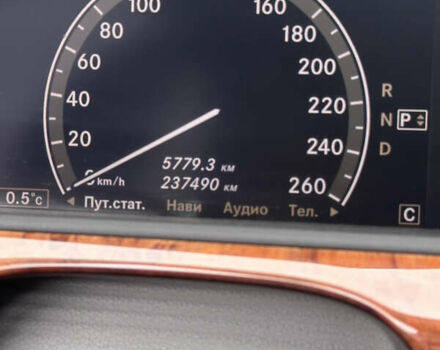 100 160
80 180
60 200
40 220
20 240
260
R
N P
D
5779.3 км
km/h 237490 км
0.5°c
Пут.стат. Нави Аудио Тел.
C